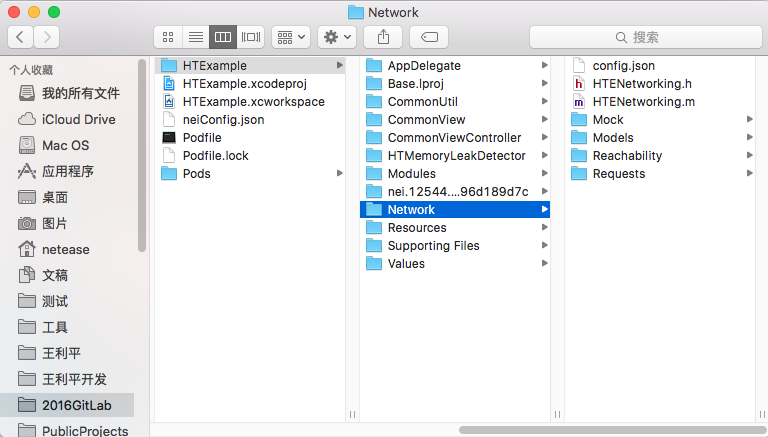 Network
搜索
个人收藏
我的所有文件
iCloud Drive
Mac OS
应用程序
桌面
图片
netease
文稿
测试
工具
王利平
王利平开发
2016GitLab
PublicProjects
HTExample
HTExample.xcodeproj
HTExample.xcworkspace
neiConfig.json
Podfile
Podfile.lock
Pods
AppDelegate
Base.lproj
CommonUtil
CommonView
CommonViewController
HTMemoryLeakDetector
Modules
nei.12544....96d189d7c
Network
Resources
Supporting Files
Values
config.json
HTENetworking.h
HTENetworking.m
Mock
Models
Reachability
Requests